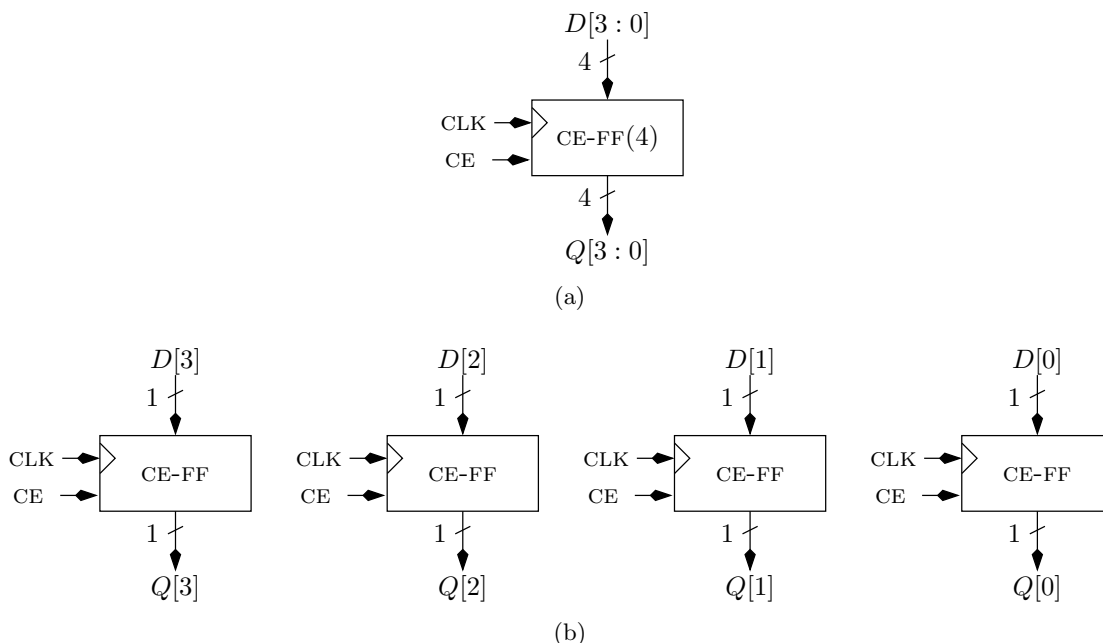 D[3 : 0]
4
CLK
CE
CE-FF(4)
4
Q[3 : 0]
(a)
D[3] D[2] D[1] D[0]
1 1 1 1
CLK CLK CLK CLK
CE-FF CE-FF CE-FF CE-FF
CE CE CE CE
1 1 1 1
Q[3] Q[2] Q[1] Q[0]
(b)